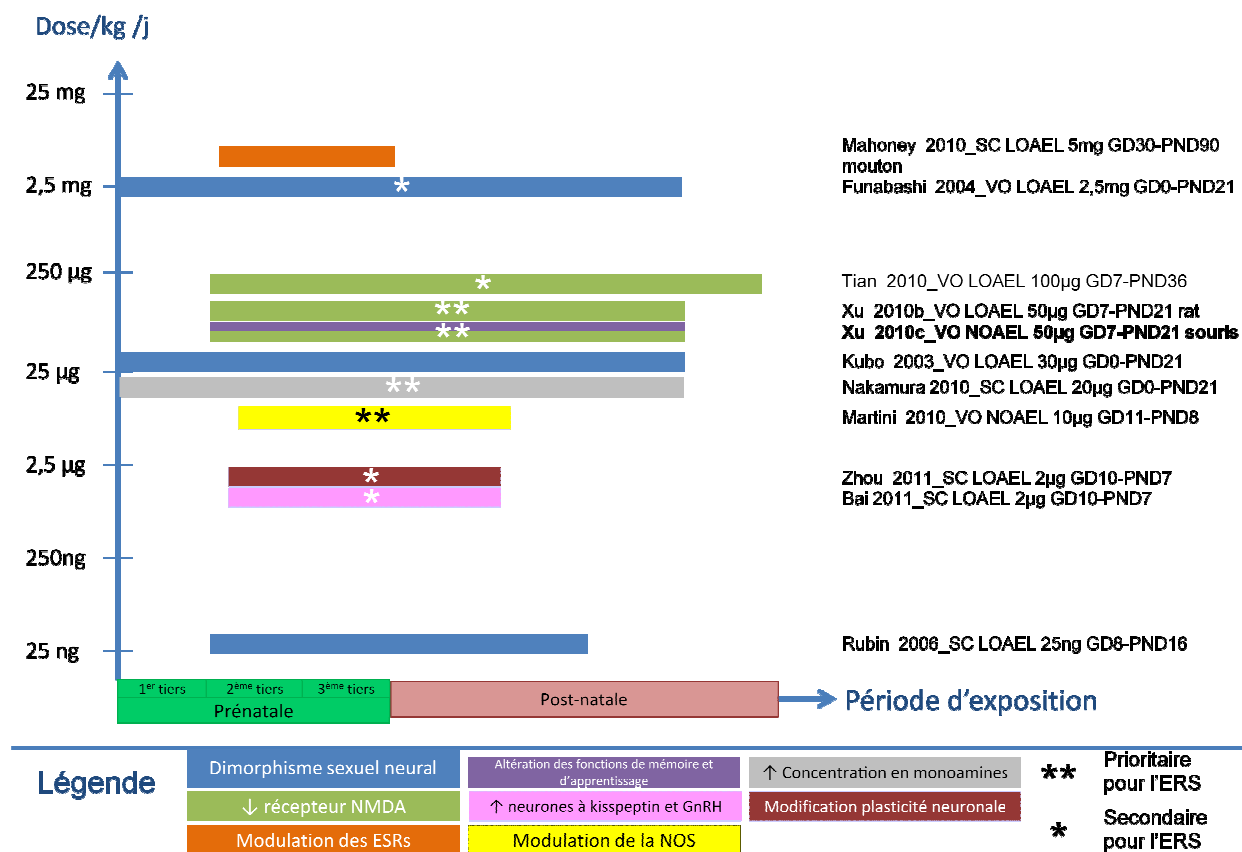 Dose/kg /j
25 mg
Mahoney 2010_SC LOAEL 5mg GD30-PND90
mouton
2,5 mg
*
Funabashi 2004_VO LOAEL 2,5mg GD0-PND21
250 µg
*
Tian 2010_VO LOAEL 100µg GD7-PND36
**
Xu 2010b_VO LOAEL 50µg GD7-PND21 rat
**
Xu 2010c_VO NOAEL 50µg GD7-PND21 souris
Kubo 2003_VO LOAEL 30µg GD0-PND21
25 µg
**
Nakamura 2010_SC LOAEL 20µg GD0-PND21
**
Martini 2010_VO NOAEL 10µg GD11-PND8
2,5 µg
*
Zhou 2011_SC LOAEL 2µg GD10-PND7
*
Bai 2011_SC LOAEL 2µg GD10-PND7
250ng
25 ng
Rubin 2006_SC LOAEL 25ng GD8-PND16
1er tiers 2ème tiers 3ème tiers
Prénatale
Post-natale
Période d'exposition
Légende
Dimorphisme sexuel neural
↓ récepteur NMDA
Modulation des ESRs
Altération des fonctions de mémoire et
d'apprentissage
↑ neurones à kisspeptin et GnRH
Modulation de la NOS
↑ Concentration en monoamines
Modification plasticité neuronale
** Prioritaire
pour l'ERS
* Secondaire
pour l'ERS